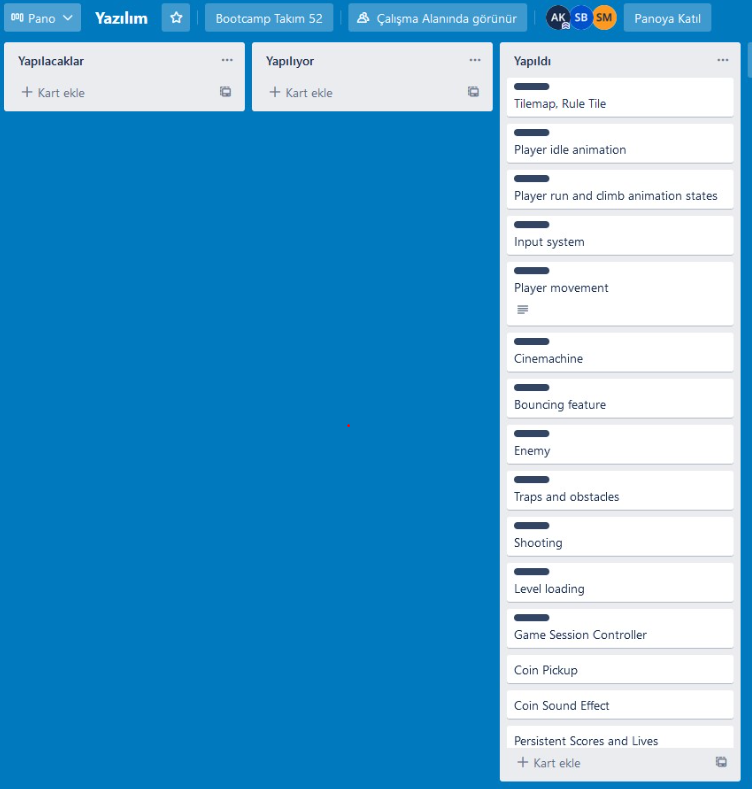 Pano
Yazılım
Bootcamp Takım 52
Çalışma Alanında görünür
AK
SB
SM
Panoya Katıl
Yapılacaklar
Kart ekle
Yapılıyor
Kart ekle
Yapıldı
Tilemap, Rule Tile
Player idle animation
Player run and climb animation states
Input system
Player movement
Cinemachine
Bouncing feature
Enemy
Traps and obstacles
Shooting
Level loading
Game Session Controller
Coin Pickup
Coin Sound Effect
Persistent Scores and Lives
Kart ekle